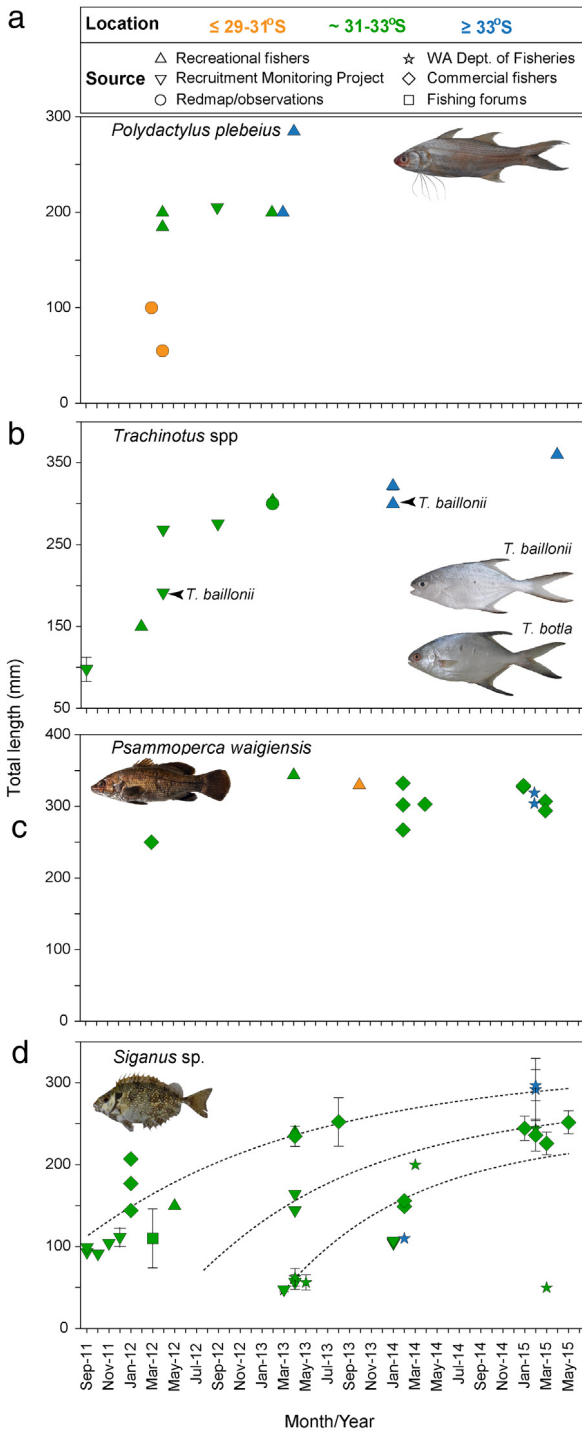 a
Location ≤ 29-31°S ~ 31-33°S ≥ 33°S
Source
Recreational fishers
Recruitment Monitoring Project
Redmap/observations
WA Dept. of Fisheries
Commercial fishers
Fishing forums
Polydactylus plebeius
300
200
100
0
b
Trachinotus spp
350
250
150
50
T. baillonii
T. baillonii
T. baillonii
T. botla
Total length (mm)
c
Psammoperca waigiensis
400
300
200
100
0
d
Siganus sp.
300
200
100
0
Sep-11
Nov-11
Jan-12
Mar-12
May-12
Jul-12
Sep-12
Nov-12
Jan-13
Mar-13
May-13
Jul-13
Sep-13
Nov-13
Jan-14
Mar-14
May-14
Jul-14
Sep-14
Nov-14
Jan-15
Mar-15
May-15
Month/Year